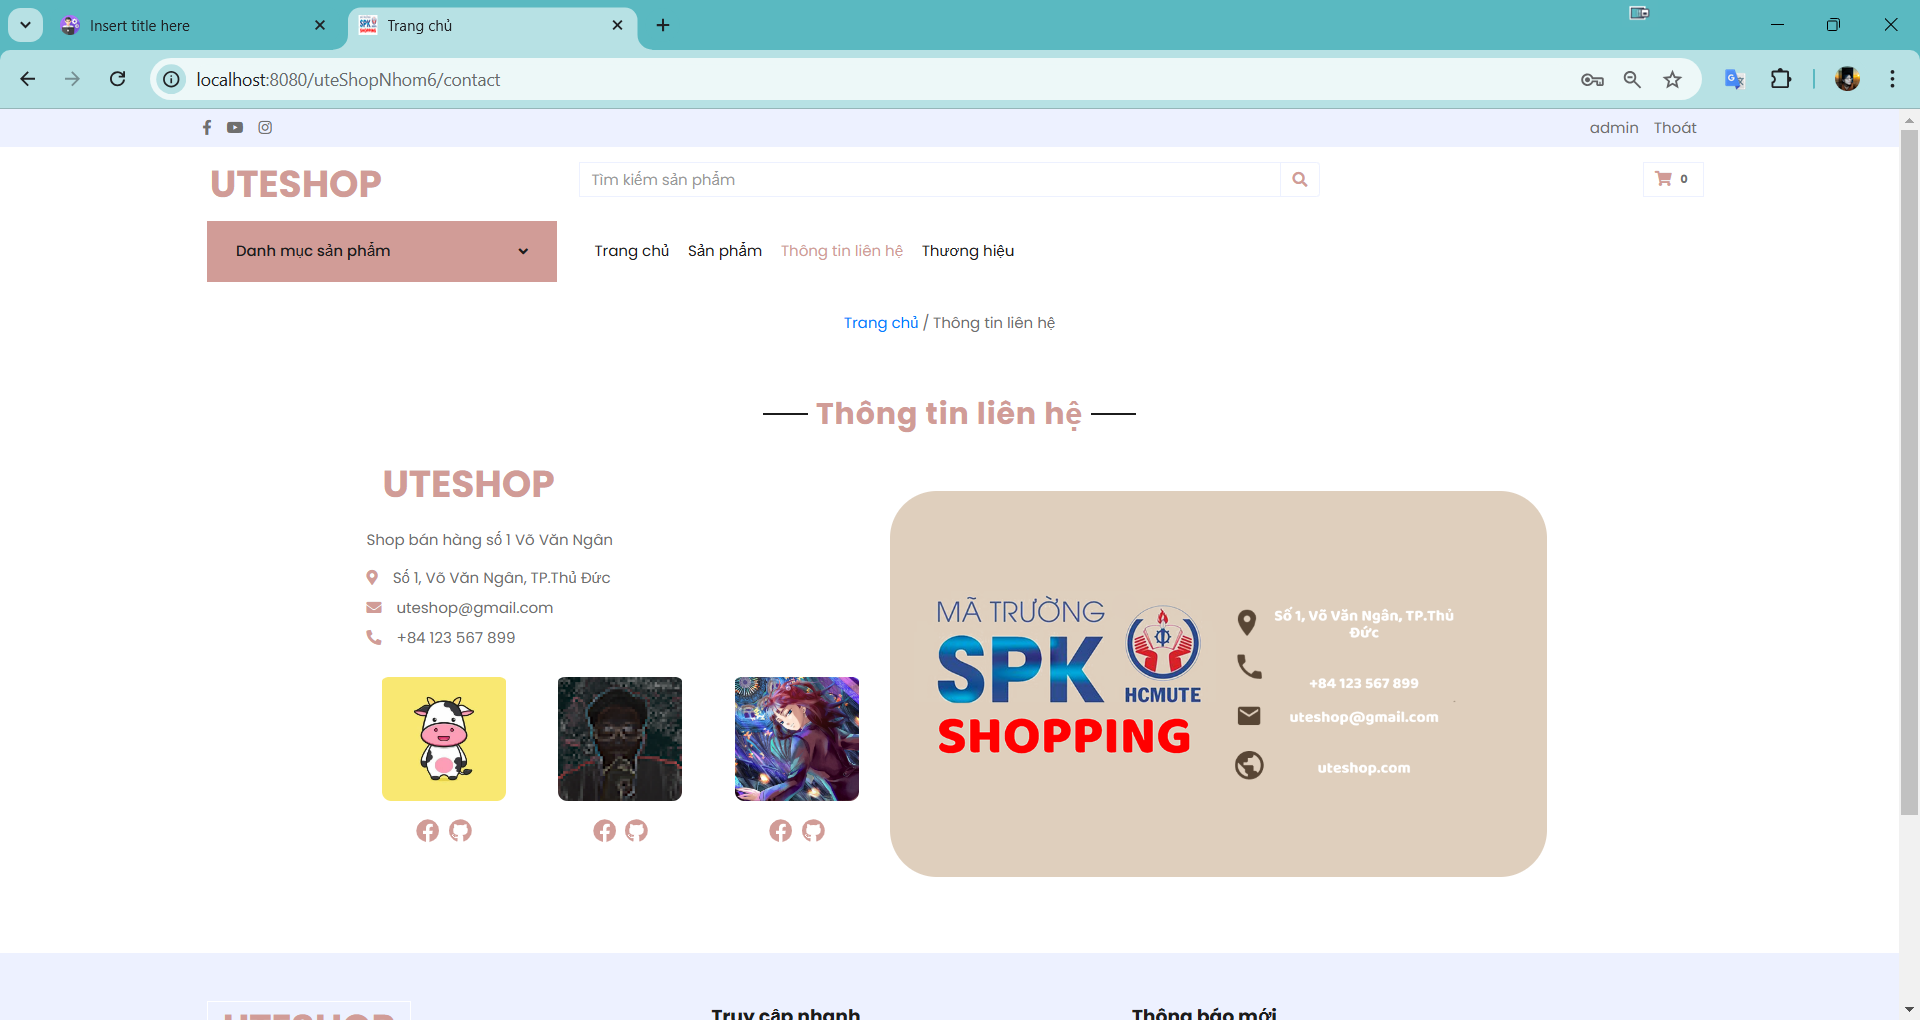 Insert title here
Trang chủ
localhost:8080/uteShopNhom6/contact
admin Thoát
UTESHOP
Tìm kiếm sản phẩm
0
Danh mục sản phẩm
Trang chủ Sản phẩm Thông tin liên hệ Thương hiệu
Trang chủ / Thông tin liên hệ
Thông tin liên hệ
UTESHOP
Shop bán hàng số 1 Võ Văn Ngân
Số 1, Võ Văn Ngân, TP.Thủ Đức
uteshop@gmail.com
+84 123 567 899
MÃ TRƯỜNG
SPK
HCMUTE
SHOPPING
Số 1, Võ Văn Ngân, TP.Thủ
Đức
+84 123 567 899
uteshop@gmail.com
uteshop.com
UTESHOP
Truy cập nhanh
Thông báo mới